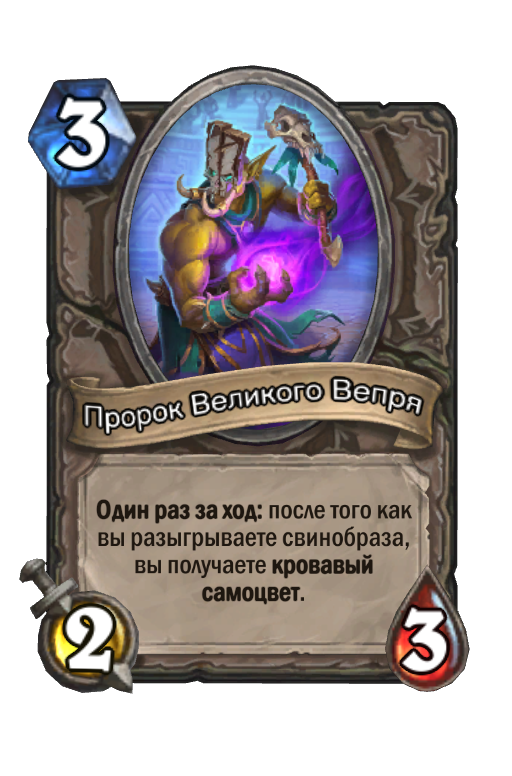 3
Пророк Великого Вепря
Один раз за ход: после того как
вы разыгрываете свинобраза,
вы получаете кровавый
самоцвет.
2
3